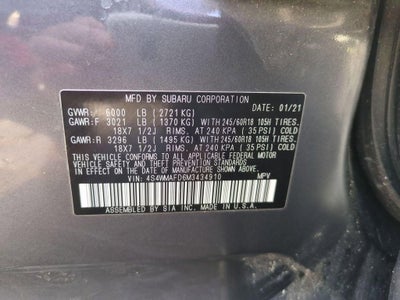 MFD BY SUBARU CORPORATION 01/21
GVWR: 6000 LB (2721 KG)
GAWR:F 3021 LB (1370 KG) WITH 245/60R18 105H TIRES.
18X7 1/2J RIMS. AT 240 KPA (35 PSI) COLD
GAWR:R 3296 LB (1495 KG) WITH 245/60R18 105H TIRES.
18X7 1/2J RIMS. AT 240 KPA (35 PSI) COLD
THIS VEHICLE CONFORMS TO ALL APPLICABLE FEDERAL MOTOR
VEHICLE SAFETY AND THEFT PREVENTION STANDARDS IN
EFFECT ON THE DATE OF MANUFACTURE SHOWN ABOVE.
VIN: 4S4WMAFD6M3434910 MPV
ASSEMBLED BY SIA INC. MADE IN U.S.A.